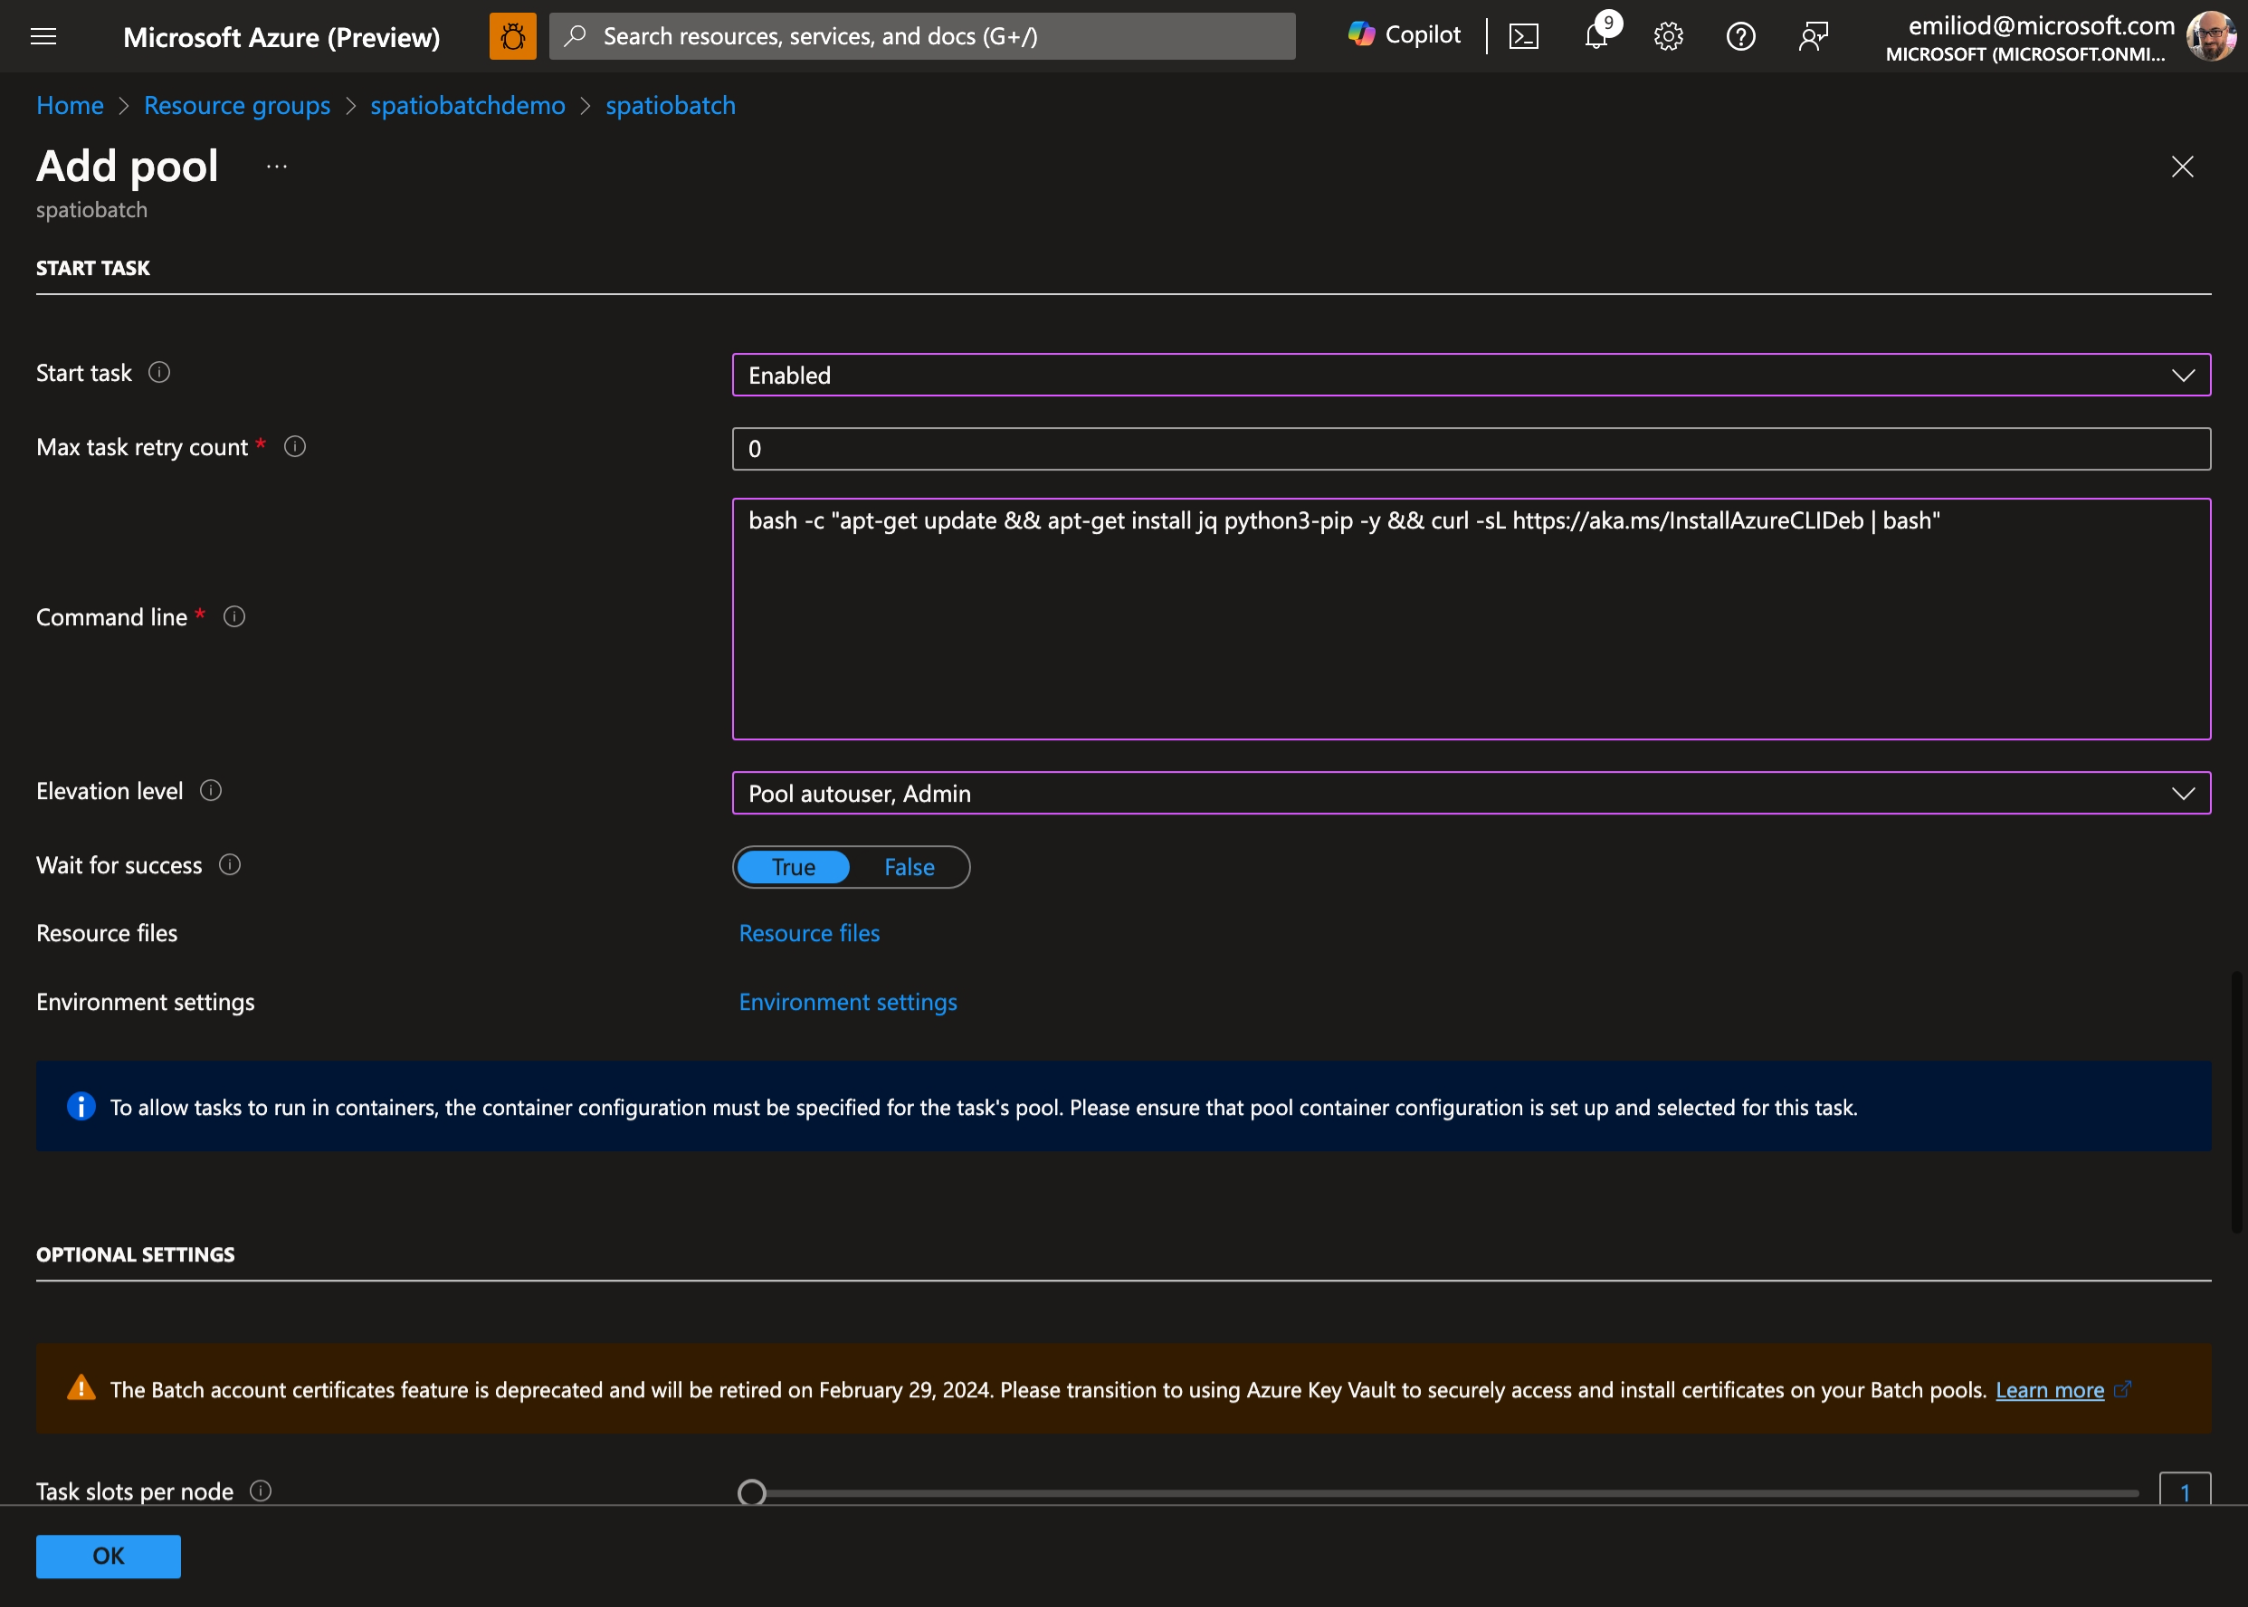 Microsoft Azure (Preview)
Search resources, services, and docs (G+/)
Copilot
9
emiliod@microsoft.com
MICROSOFT (MICROSOFT.ONMI...
Home > Resource groups > spatiobatchdemo > spatiobatch
Add pool ...
spatiobatch
START TASK
Start task
Enabled
Max task retry count *
0
Command line *
bash -c "apt-get update && apt-get install jq python3-pip -y && curl -sL https://aka.ms/InstallAzureCLIDeb | bash"
Elevation level
Pool autouser, Admin
Wait for success
True False
Resource files
Resource files
Environment settings
Environment settings
To allow tasks to run in containers, the container configuration must be specified for the task's pool. Please ensure that pool container configuration is set up and selected for this task.
OPTIONAL SETTINGS
The Batch account certificates feature is deprecated and will be retired on February 29, 2024. Please transition to using Azure Key Vault to securely access and install certificates on your Batch pools. Learn more
Task slots per node
1
OK